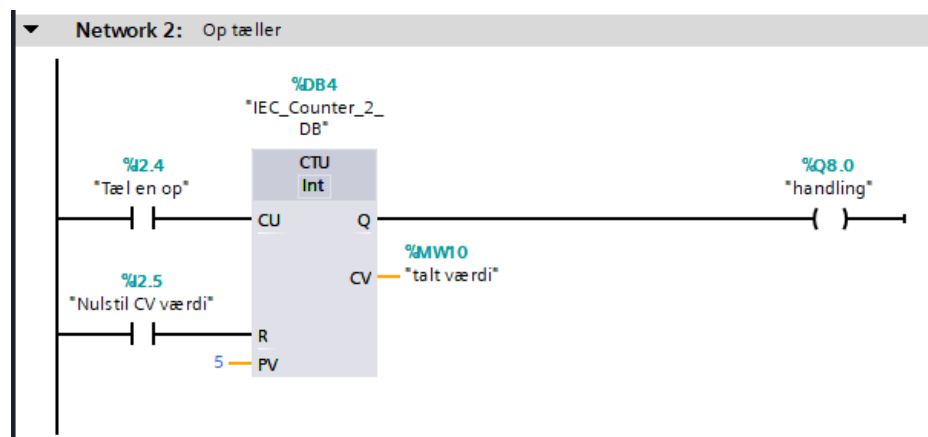 Network 2: Op tæller
%DB4
"IEC_Counter_2_
DB"
%I2.4
"Tæl en op"
CTU
Int
%Q8.0
"handling"
CU
Q
%MW10
"talt værdi"
CV
%I2.5
"Nulstil CV værdi"
R
5
PV